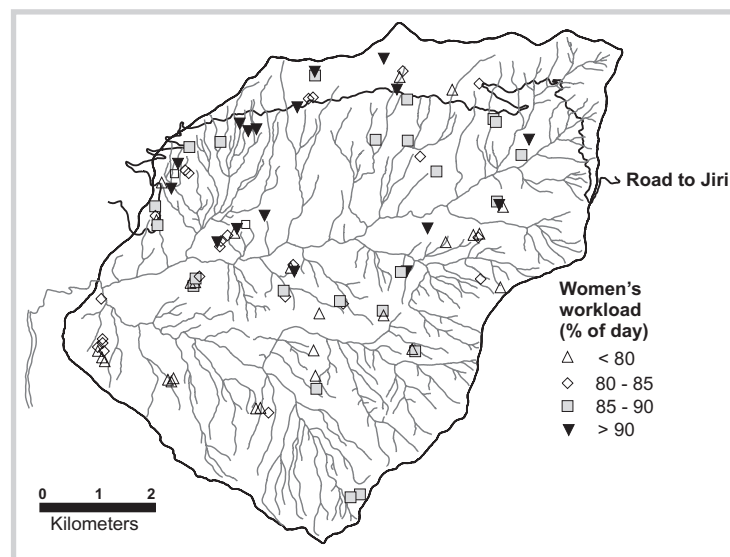 Road to Jiri
Women's
workload
(% of day)
< 80
80 - 85
85 - 90
> 90
0 1 2
Kilometers